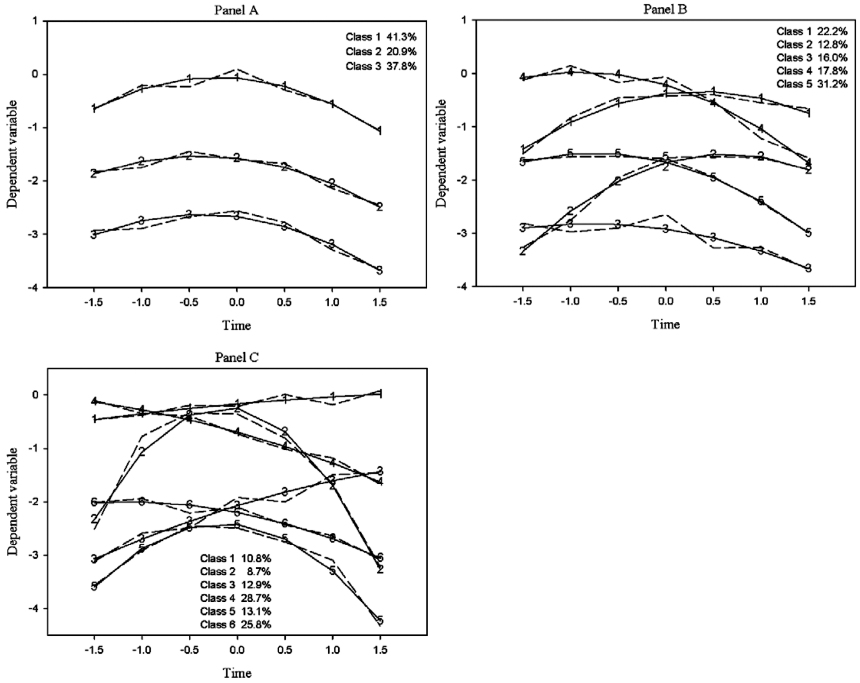 Panel A
Class 1 41.3%
Class 2 20.9%
Class 3 37.8%
Dependent variable
1
0
-1
-2
-3
-4
-1.5 -1.0 -0.5 0.0 0.5 1.0 1.5
Time
Panel B
Class 1 22.2%
Class 2 12.8%
Class 3 16.0%
Class 4 17.8%
Class 5 31.2%
Dependent variable
1
0
-1
-2
-3
-4
-1.5 -1.0 -0.5 0.0 0.5 1.0 1.5
Time
Panel C
Dependent variable
0
-1
-2
-3
-4
Class 1 10.8%
Class 2 8.7%
Class 3 12.9%
Class 4 28.7%
Class 5 13.1%
Class 6 25.8%
-1.5 -1.0 -0.5 0.0 0.5 1.0 1.5
Time